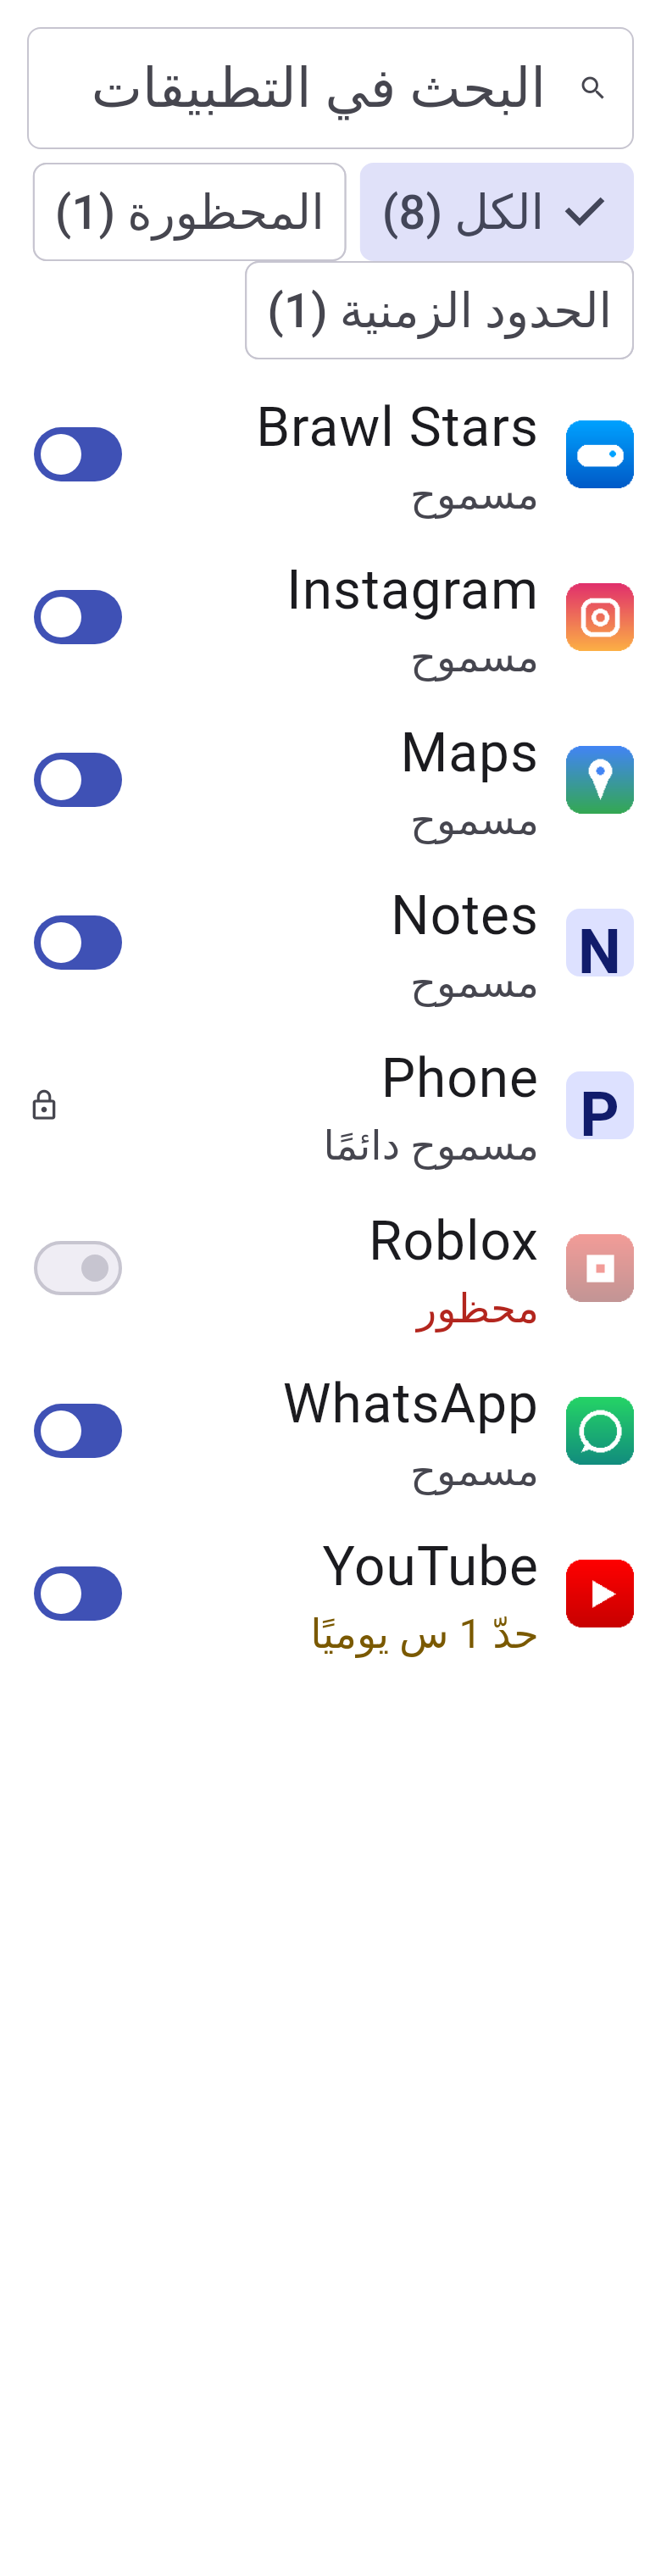 البحث في التطبيقات
الكل (8)
المحظورة (1)
الحدود الزمنية (1)
Brawl Stars
مسموح
Instagram
مسموح
Maps
مسموح
N
Notes
مسموح
P
Phone
مسموح دائمًا
Roblox
محظور
WhatsApp
مسموح
YouTube
حدّ 1 س يوميًا